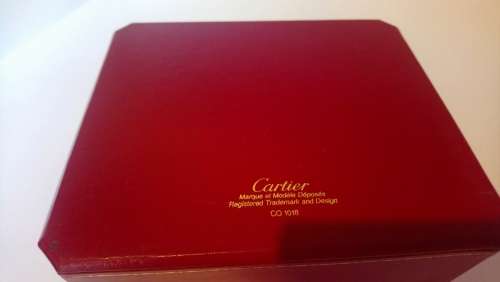 Cartier
Marque et Modèle Déposés
Registered Trademark and Design
CO 1018